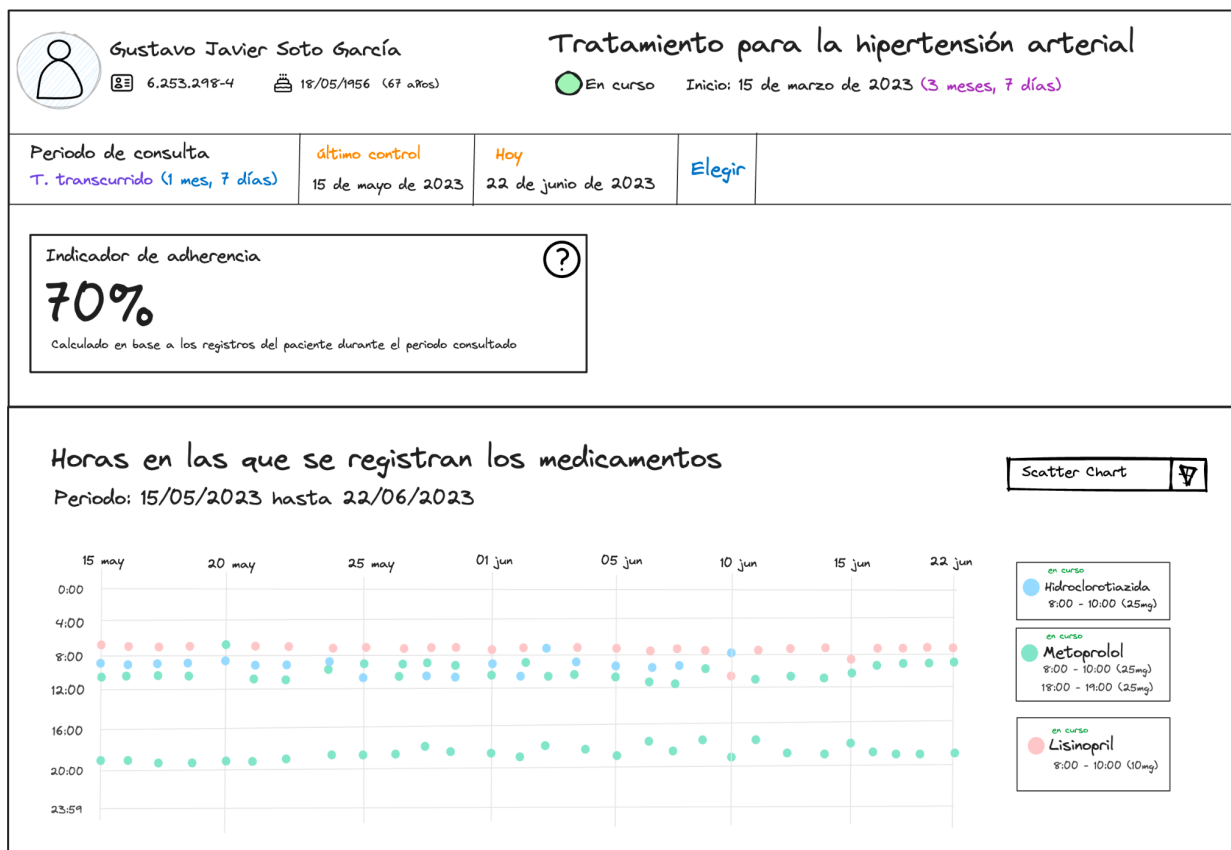 Gustavo Javier Soto García
6.253.298-4 18/05/1956 (67 años)
Tratamiento para la hipertensión arterial
En curso Inicio: 15 de marzo de 2023 (3 meses, 7 días)
Periodo de consulta
T. transcurrido (1 mes, 7 días)
último control
15 de mayo de 2023
Hoy
22 de junio de 2023
Elegir
Indicador de adherencia
?
70%
Calculado en base a los registros del paciente durante el periodo consultado
Horas en las que se registran los medicamentos
Periodo: 15/05/2023 hasta 22/06/2023
Scatter Chart
15 may 20 may 25 may 01 jun 05 jun 10 jun 15 jun 22 jun
0:00
4:00
8:00
12:00
16:00
20:00
23:59
en curso
Hidroclorotiazida
8:00 - 10:00 (25mg)
en curso
Metoprolol
8:00 - 10:00 (25mg)
18:00 - 19:00 (25mg)
en curso
Lisinopril
8:00 - 10:00 (10mg)